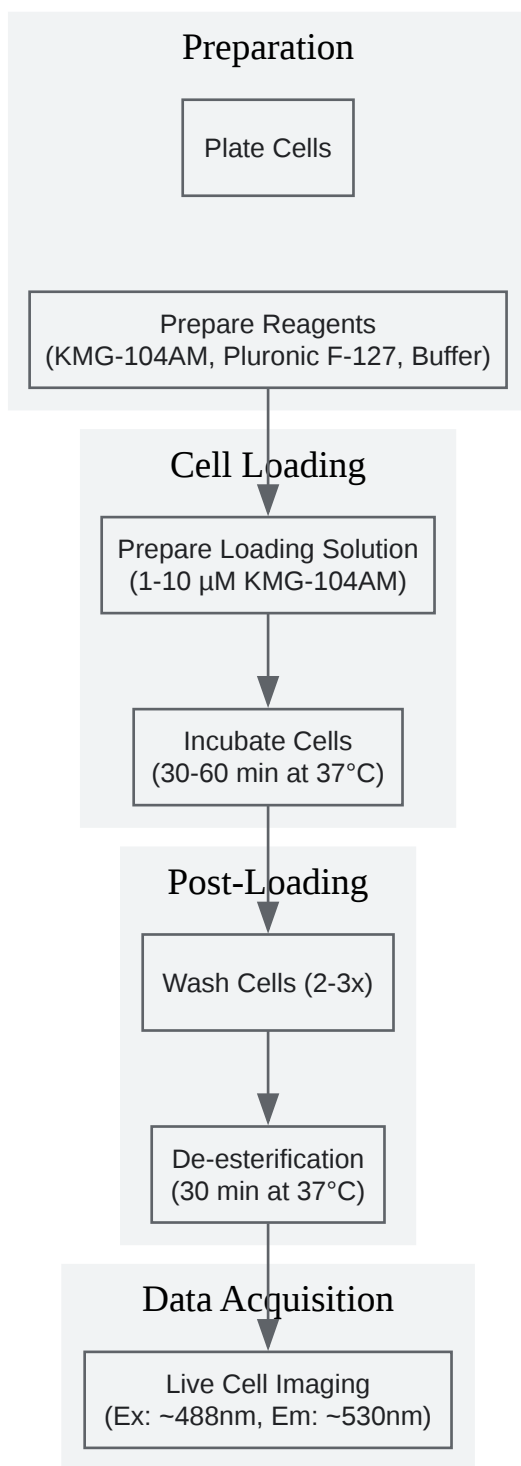 Preparation
Plate Cells
Prepare Reagents
(KMG-104AM, Pluronic F-127, Buffer)
Cell Loading
Prepare Loading Solution
(1-10 µM KMG-104AM)
Incubate Cells
(30-60 min at 37°C)
Post-Loading
Wash Cells (2-3x)
De-esterification
(30 min at 37°C)
Data Acquisition
Live Cell Imaging
(Ex: ~488nm, Em: ~530nm)